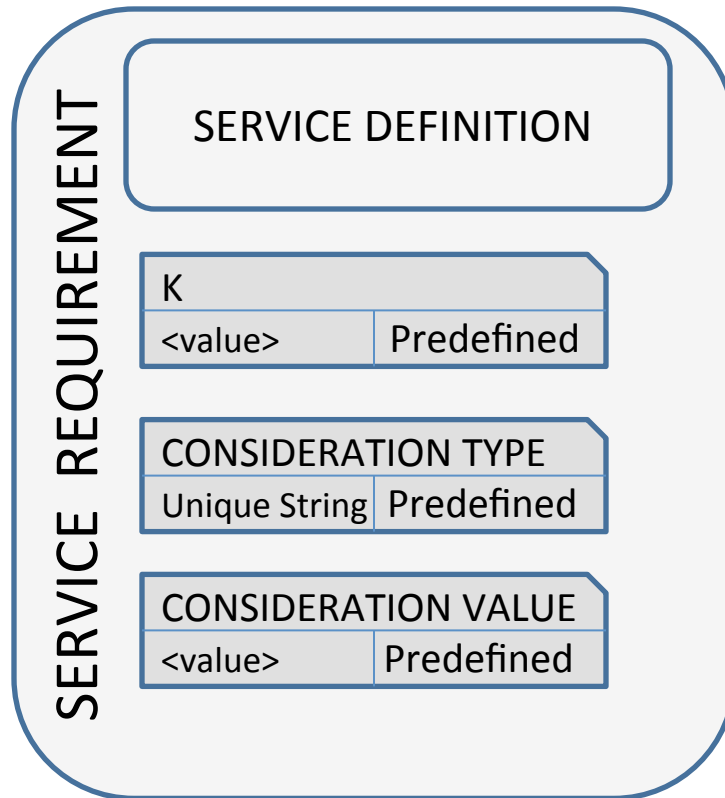 SERVICE REQUIREMENT
SERVICE DEFINITION
K
<value> Predefined
CONSIDERATION TYPE
Unique String Predefined
CONSIDERATION VALUE
<value> Predefined